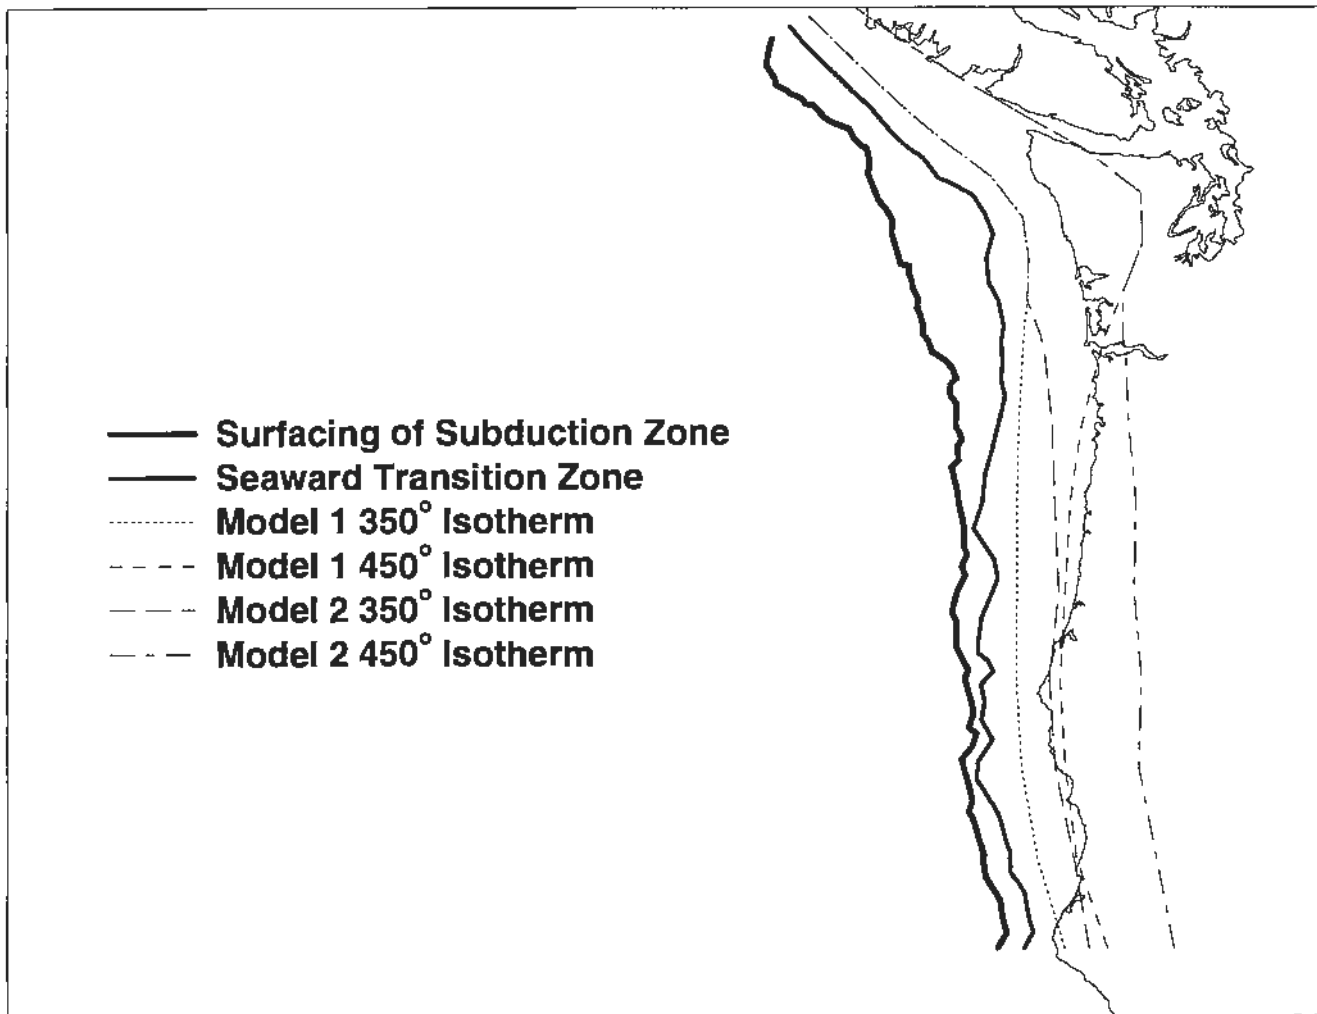 Surfacing of Subduction Zone
Seaward Transition Zone
Model 1 350° Isotherm
Model 1 450° Isotherm
Model 2 350° Isotherm
Model 2 450° Isotherm